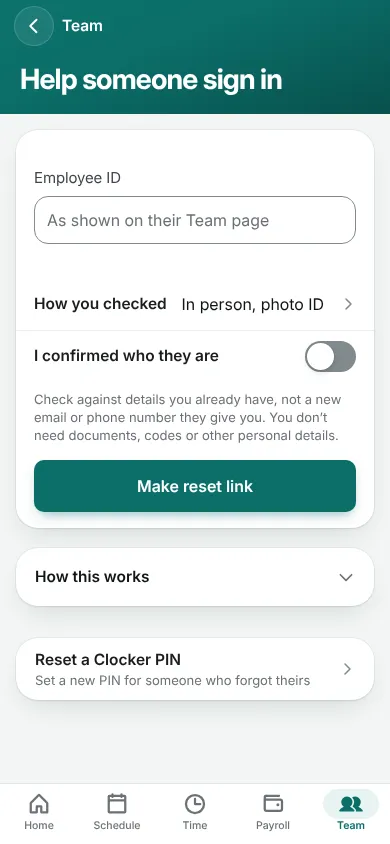 Team
Help someone sign in
Employee ID
As shown on their Team page
How you checked In person, photo ID
I confirmed who they are
Check against details you already have, not a new
email or phone number they give you. You don’t
need documents, codes or other personal details.
Make reset link
How this works
Reset a Clocker PIN
Set a new PIN for someone who forgot theirs
Home Schedule Time Payroll Team